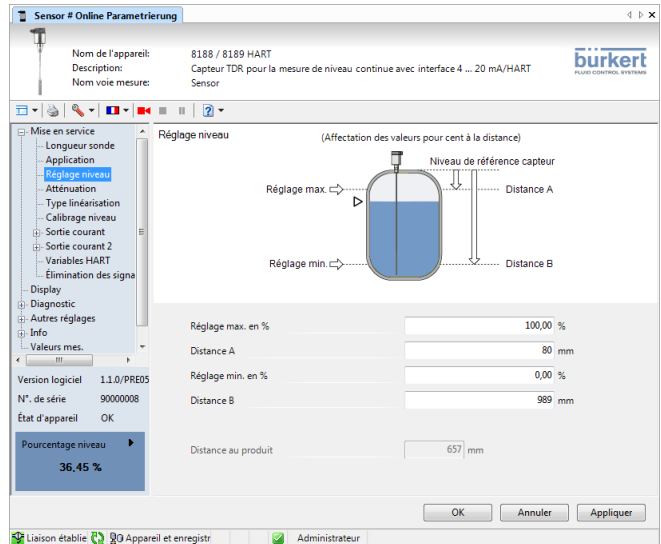 Sensor # Online Parametrierung
Nom de l'appareil: 8188 / 8189 HART
Description: Capteur TDR pour la mesure de niveau continue avec interface 4 ... 20 mA/HART
Nom voie mesure: Sensor
bürkert
FLUID CONTROL SYSTEMS
Mise en service
Longueur sonde
Application
Réglage niveau
Atténuation
Type linéarisation
Calibrage niveau
Sortie courant
Sortie courant 2
Variables HART
Élimination des signa
Display
Diagnostic
Autres réglages
Info
Valeurs mes.
Version logiciel 1.1.0/PRE05
N°. de série 90000008
État d'appareil OK
Pourcentage niveau
36,45 %
Réglage niveau
(Affectation des valeurs pour cent à la distance)
Niveau de référence capteur
Réglage max.
Distance A
Réglage min.
Distance B
Réglage max. en % 100,00 %
Distance A 80 mm
Réglage min. en % 0,00 %
Distance B 989 mm
Distance au produit 657 mm
OK Annuler Appliquer
Liaison établie Appareil et enregistr Administrateur